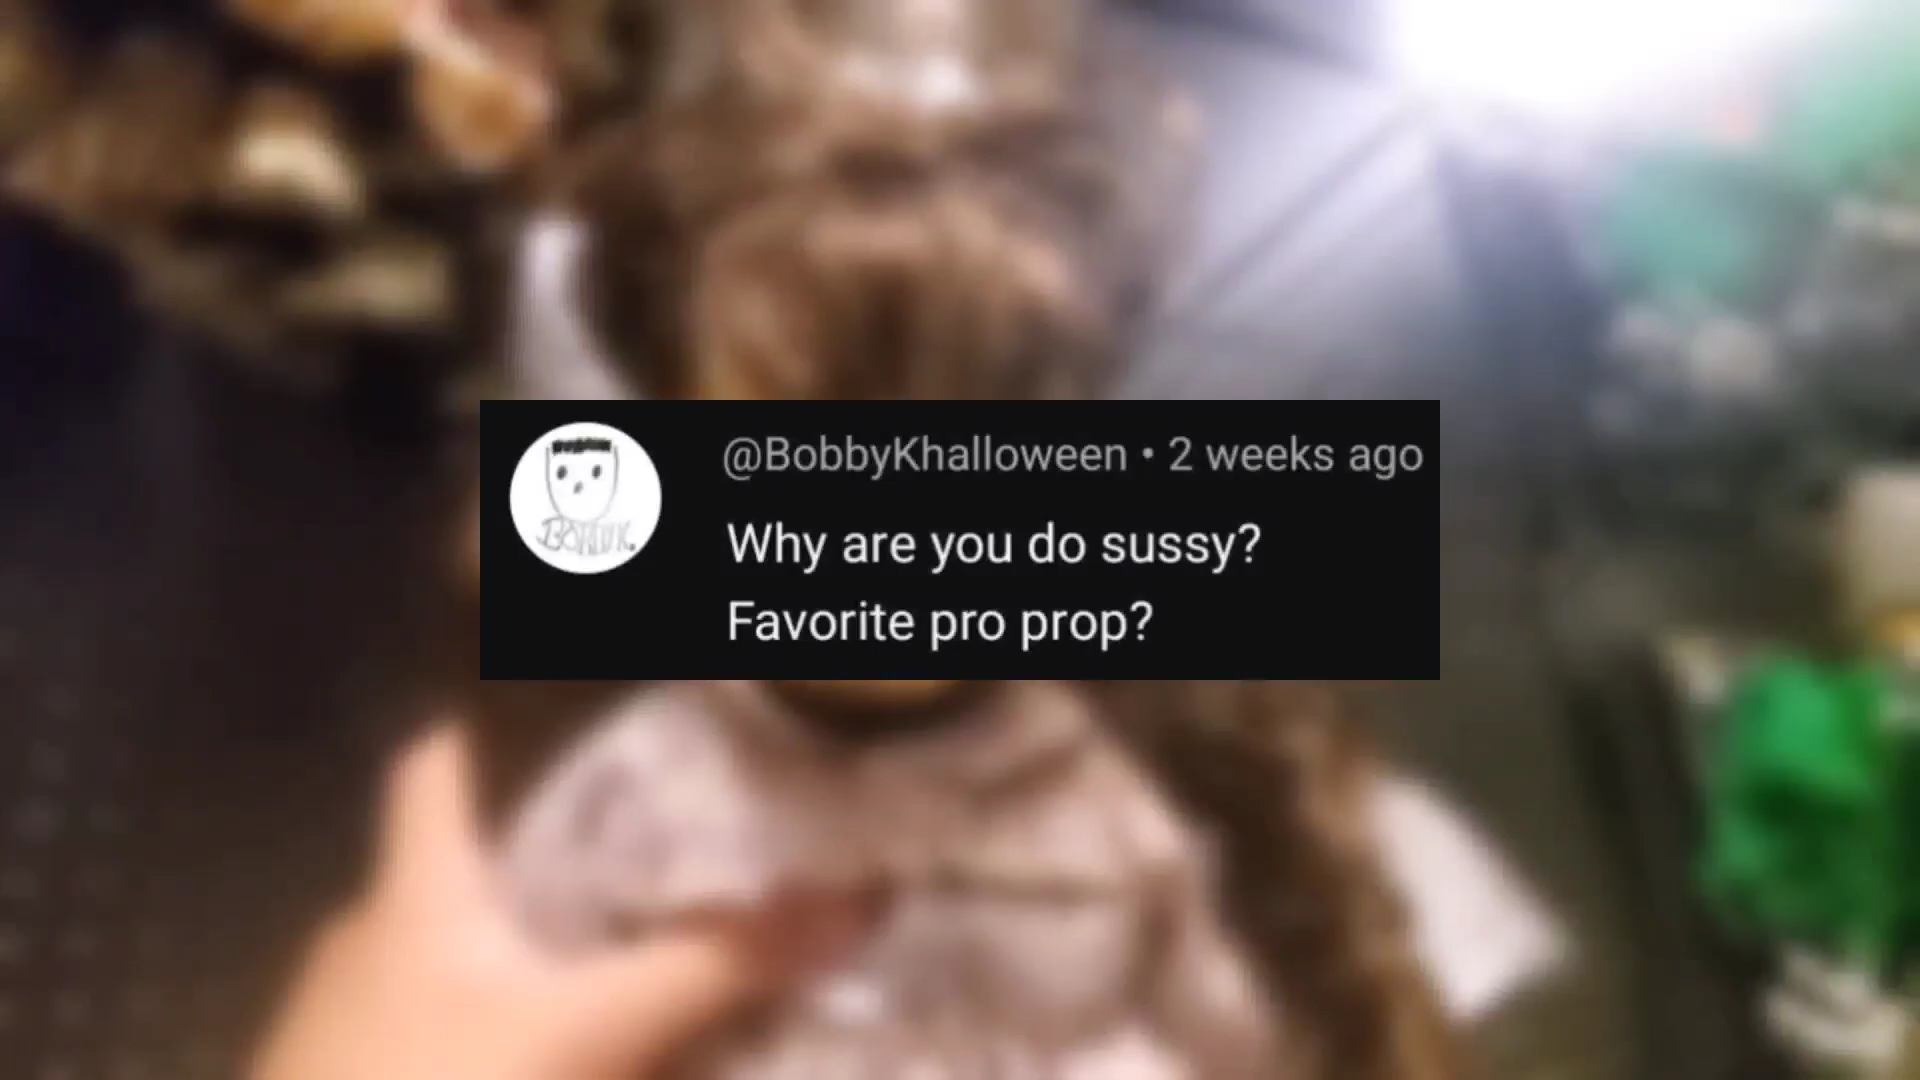 @BobbyKhalloween • 2 weeks ago
Why are you do sussy?
Favorite pro prop?